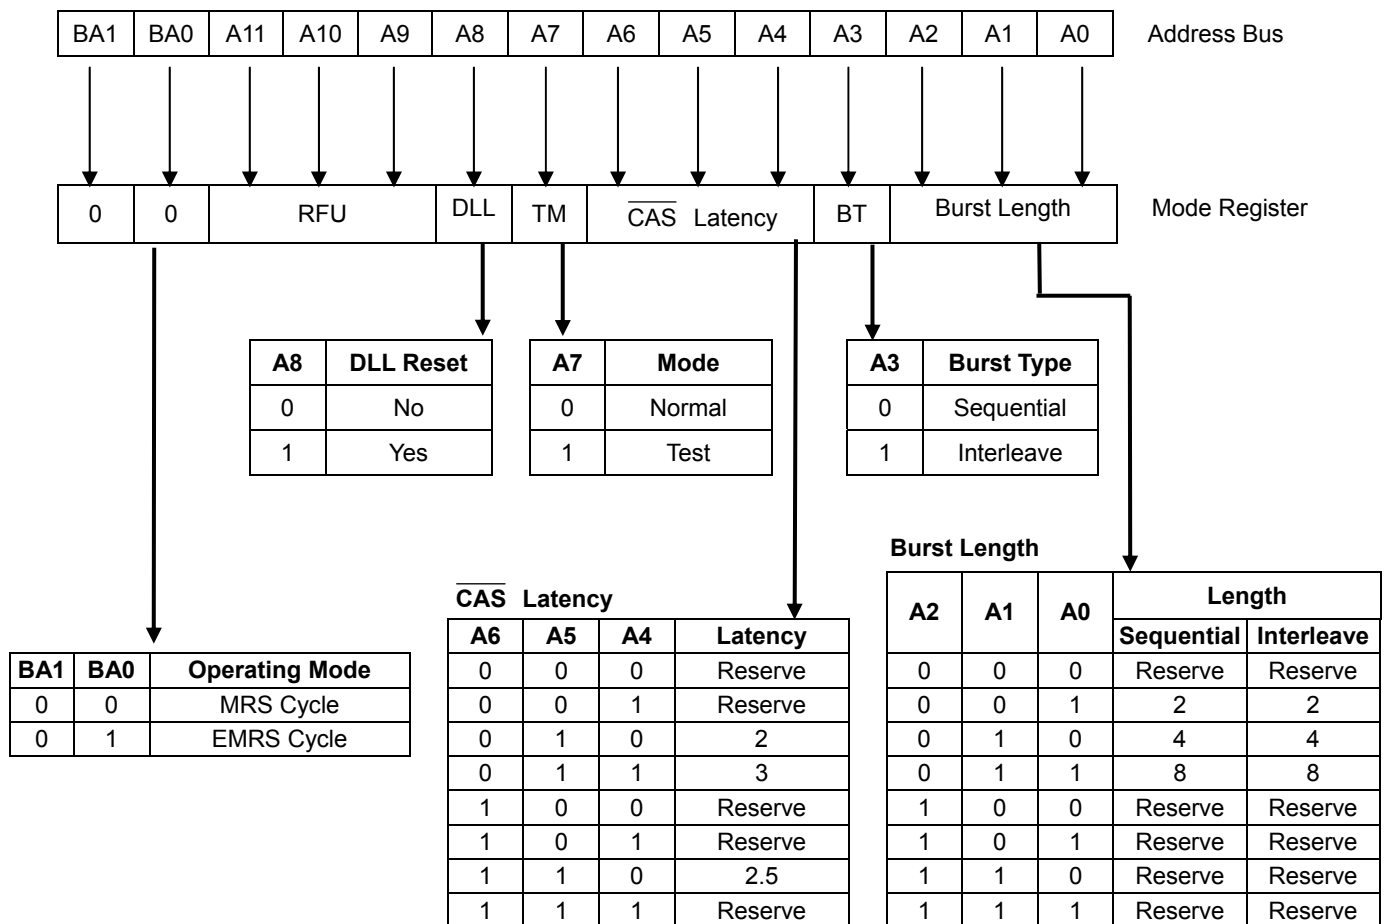 BA1 BA0 A11 A10 A9 A8 A7 A6 A5 A4 A3 A2 A1 A0 Address Bus
0 0 RFU DLL TM CAS Latency BT Burst Length Mode Register
A8 DLL Reset
0 No
1 Yes
A7 Mode
0 Normal
1 Test
A3 Burst Type
0 Sequential
1 Interleave
BA1 BA0 Operating Mode
0 0 MRS Cycle
0 1 EMRS Cycle
CAS Latency
A6 A5 A4 Latency
0 0 0 Reserve
0 0 1 Reserve
0 1 0 2
0 1 1 3
1 0 0 Reserve
1 0 1 Reserve
1 1 0 2.5
1 1 1 Reserve
Burst Length
A2 A1 A0 Length
Sequential Interleave
0 0 0 Reserve Reserve
0 0 1 2 2
0 1 0 4 4
0 1 1 8 8
1 0 0 Reserve Reserve
1 0 1 Reserve Reserve
1 1 0 Reserve Reserve
1 1 1 Reserve Reserve